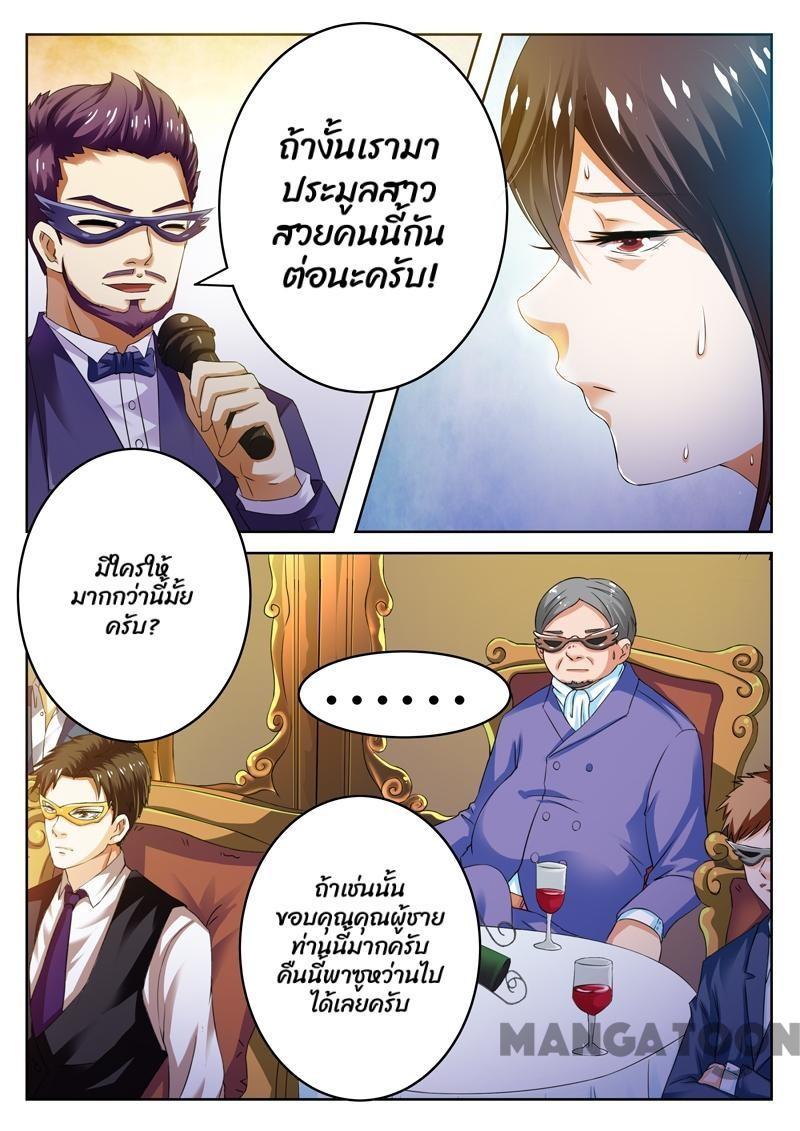 ถ้างั้นเรามา
ประมูลสาว
สวยคนนี้กัน
ต่อนะครับ!
มีใครให้
มากกว่านี้มั้ย
ครับ?
......
ถ้าเช่นนั้น
ขอบคุณคุณผู้ชาย
ท่านนี้มากครับ
คืนนี้พาซูหว่านไป
ได้เลยครับ
MANGATOON